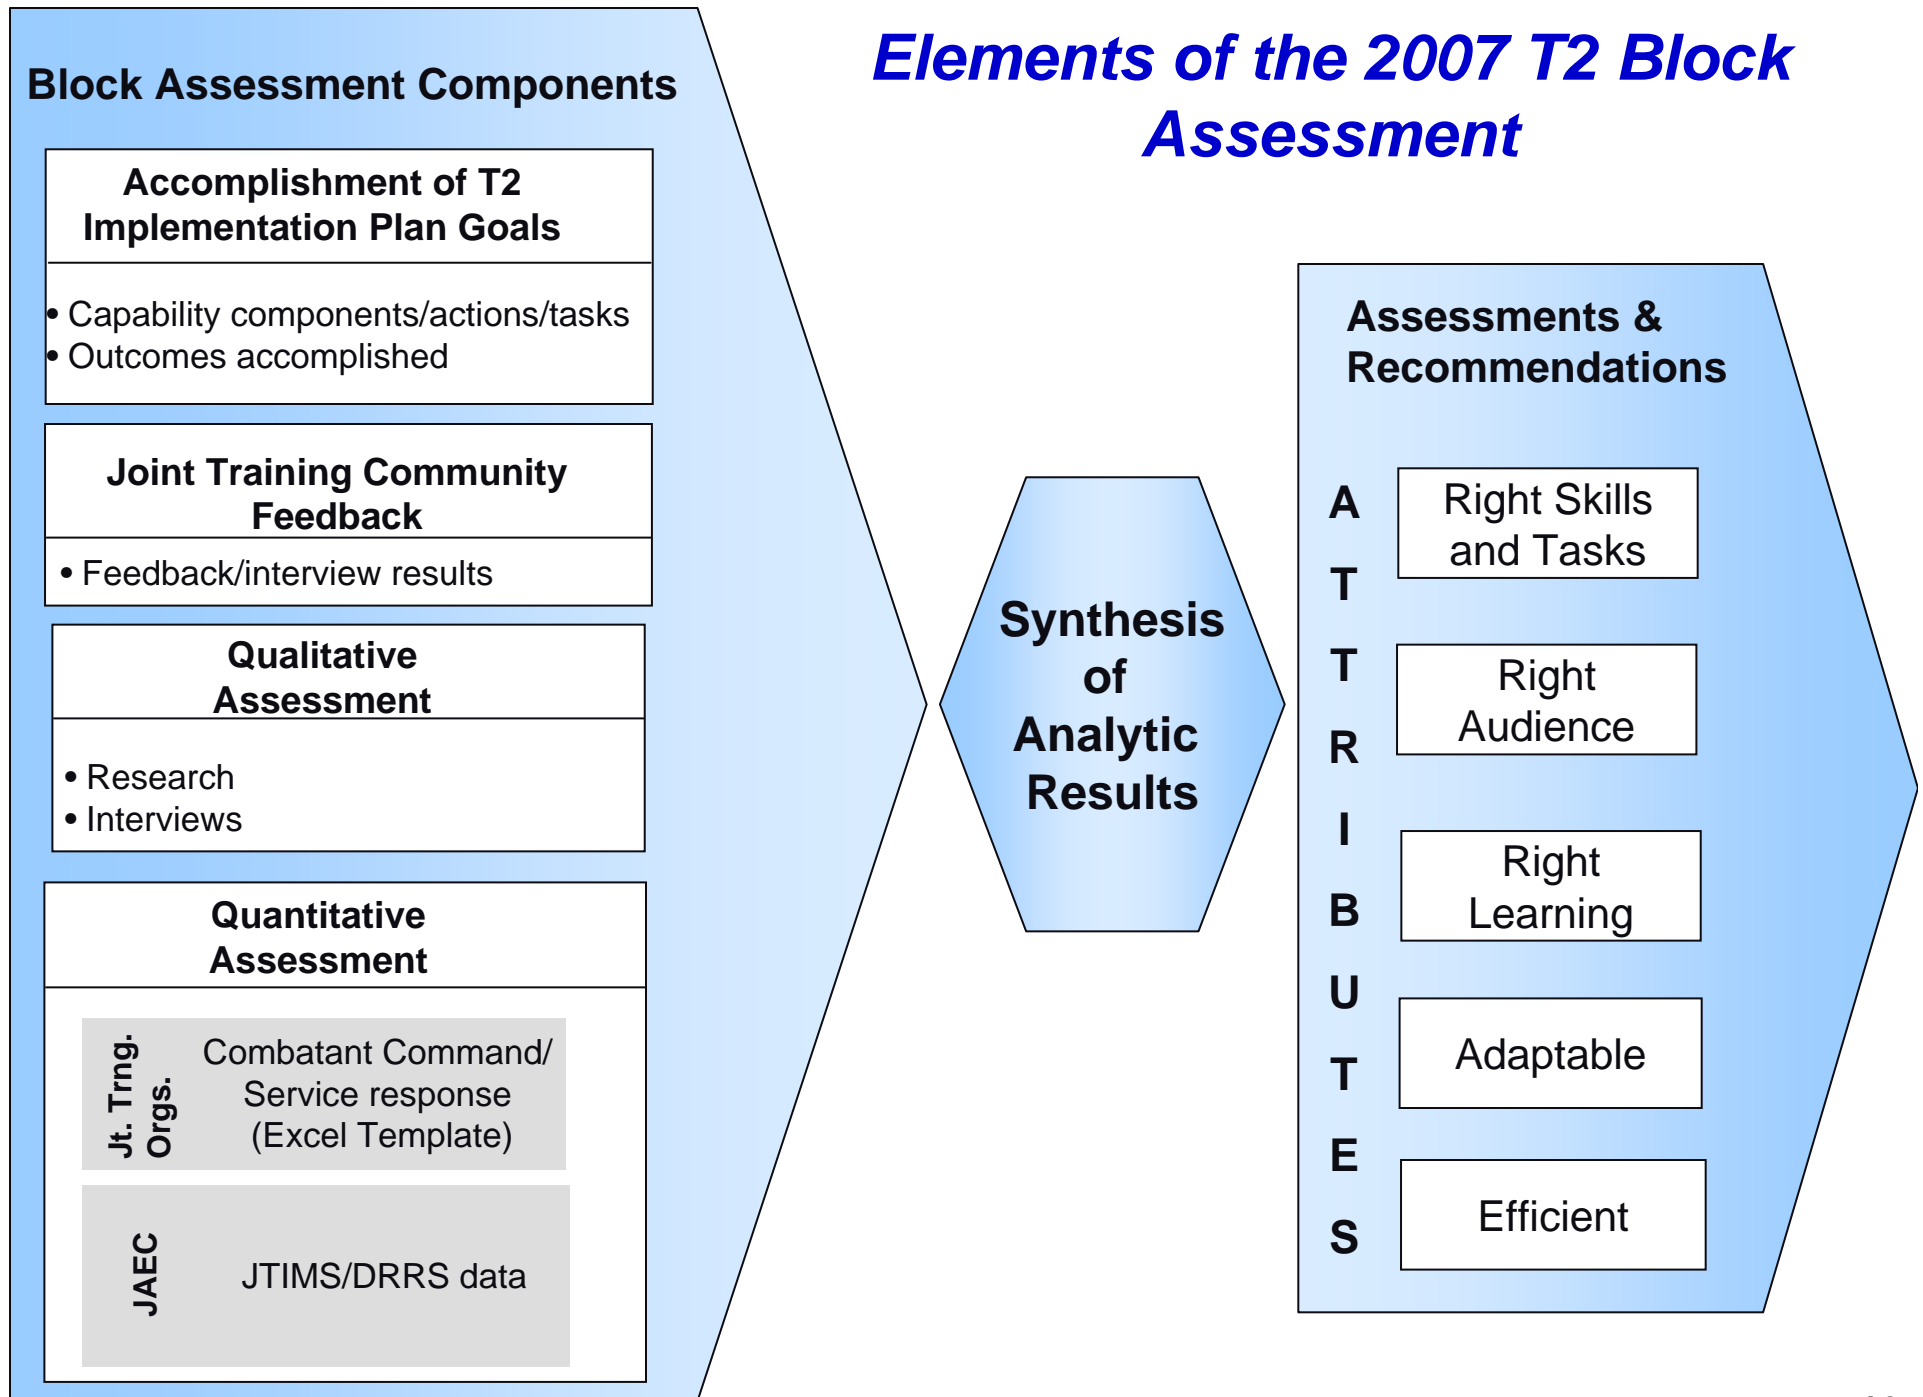 Elements of the 2007 T2 Block
Assessment
Block Assessment Components
Accomplishment of T2
Implementation Plan Goals
• Capability components/actions/tasks
• Outcomes accomplished
Joint Training Community
Feedback
• Feedback/interview results
Qualitative
Assessment
• Research
• Interviews
Quantitative
Assessment
Jt. Trng.
Orgs.
Combatant Command/
Service response
(Excel Template)
JAEC
JTIMS/DRRS data
Synthesis
of
Analytic
Results
Assessments &
Recommendations
A
T
T
R
I
B
U
T
E
S
Right Skills
and Tasks
Right
Audience
Right
Learning
Adaptable
Efficient